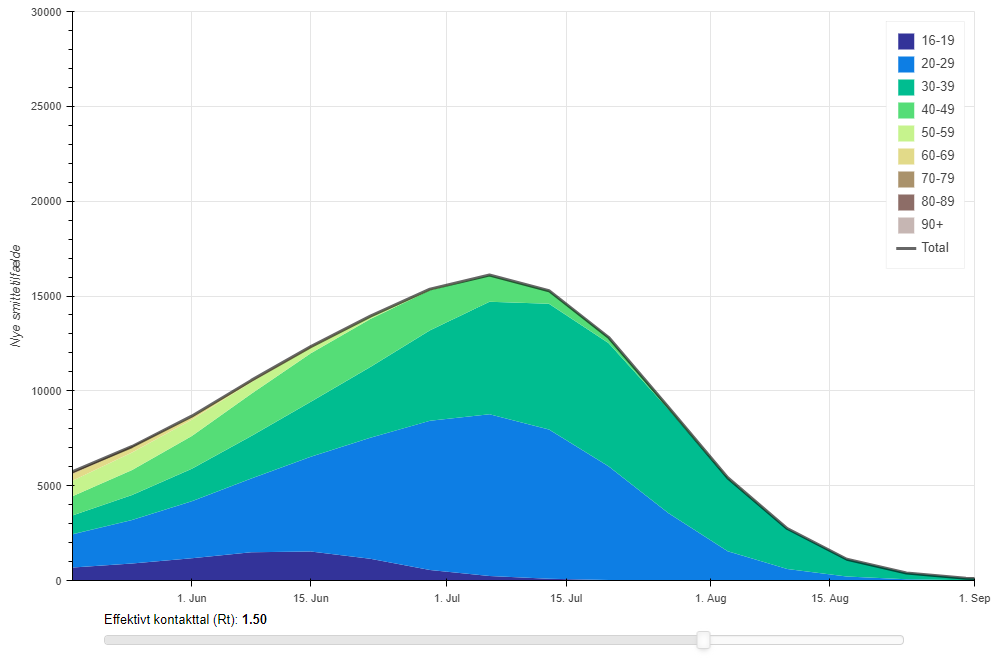 30000
25000
20000
15000
10000
5000
0
Nye smittetilfælde
16-19
20-29
30-39
40-49
50-59
60-69
70-79
80-89
90+
Total
1. Jun
15. Jun
1. Jul
15. Jul
1. Aug
15. Aug
1. Sep
Effektivt kontakttal (Rt): 1.50